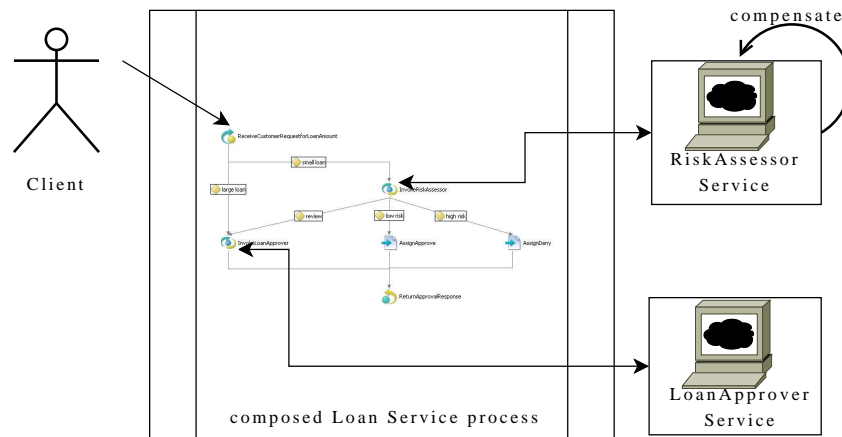 compensate
ReceiveCustomerRequestforLoanAmount
small loan
RiskAssessor
Service
Client
large loan
InvokeRiskAssessor
review
low risk
high risk
InvokeLoanApprover
AssignApprove
AssignDeny
ReturnApprovalResponse
LoanApprover
Service
composed Loan Service process